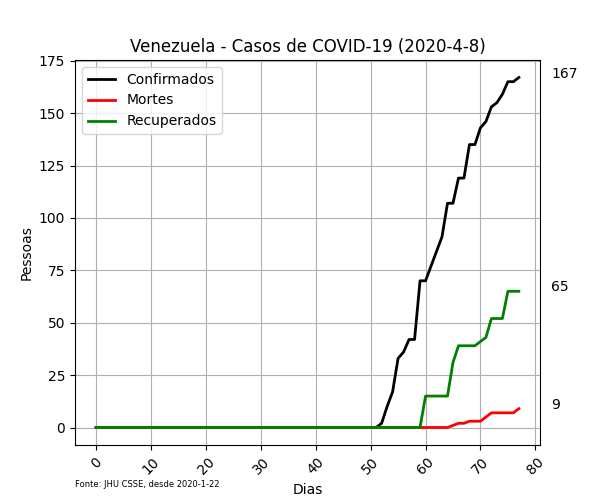 Venezuela - Casos de COVID-19 (2020-4-8)
Confirmados
Mortes
Recuperados
175
150
125
100
75
50
25
0
Pessoas
167
65
9
0
10
20
30
40
50
60
70
80
Fonte: JHU CSSE, desde 2020-1-22
Dias